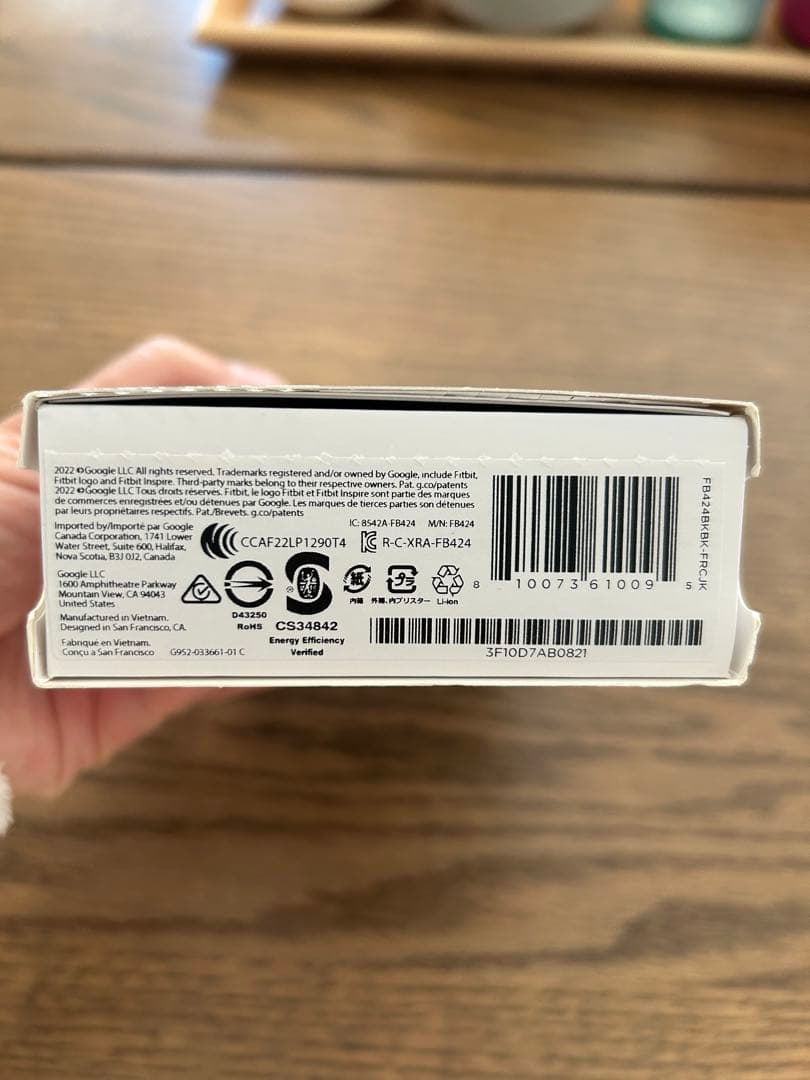 2022 ©Google LLC All rights reserved. Trademarks registered and/or owned by Google, include Fitbit,
Fitbit logo and Fitbit Inspire. Third-party marks belong to their respective owners. Pat. g.co/patents
2022 ©Google LLC Tous droits réservés. Fitbit, le logo Fitbit et Fitbit Inspire sont partie des marques
de commerces enregistrées et/ou détenues par Google. Les marques de tierces parties sont détenues
par leurs propriétaires respectifs. Pat./Brevets. g.co/patents
Imported by/Importé par Google
Canada Corporation, 1741 Lower
Water Street, Suite 600, Halifax,
Nova Scotia, B3J 0J2, Canada
IC: 8542A-FB424 M/N: FB424
CCAF22LP1290T4 R-C-XRA-FB424
Google LLC
1600 Amphitheatre Parkway
Mountain View, CA 94043
United States
Manufactured in Vietnam.
Designed in San Francisco, CA.
Fabriqué en Vietnam.
Conçu a San Francisco G952-033661-01 C
D43250
RoHS
CS34842
Energy Efficiency
Verified
紙
内箱
プラ
外箱、内ブリスター
Li-ion
8 10073 61009 5
FB424BKBK-FRCJK
3F10D7AB0821